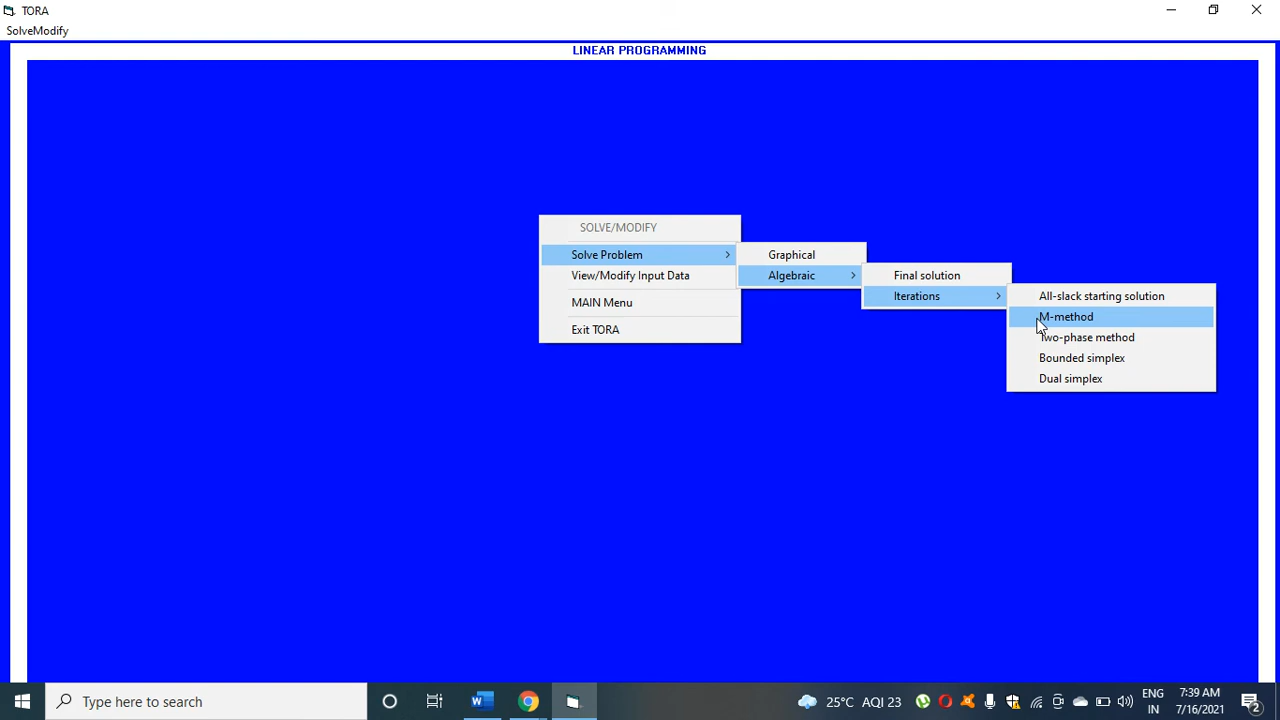 TORA
SolveModify
LINEAR PROGRAMMING
SOLVE/MODIFY
Solve Problem
View/Modify Input Data
MAIN Menu
Exit TORA
Graphical
Algebraic
Final solution
Iterations
All-slack starting solution
M-method
Two-phase method
Bounded simplex
Dual simplex
Type here to search
25°C AQI 23
ENG
IN
7:39 AM
7/16/2021
2